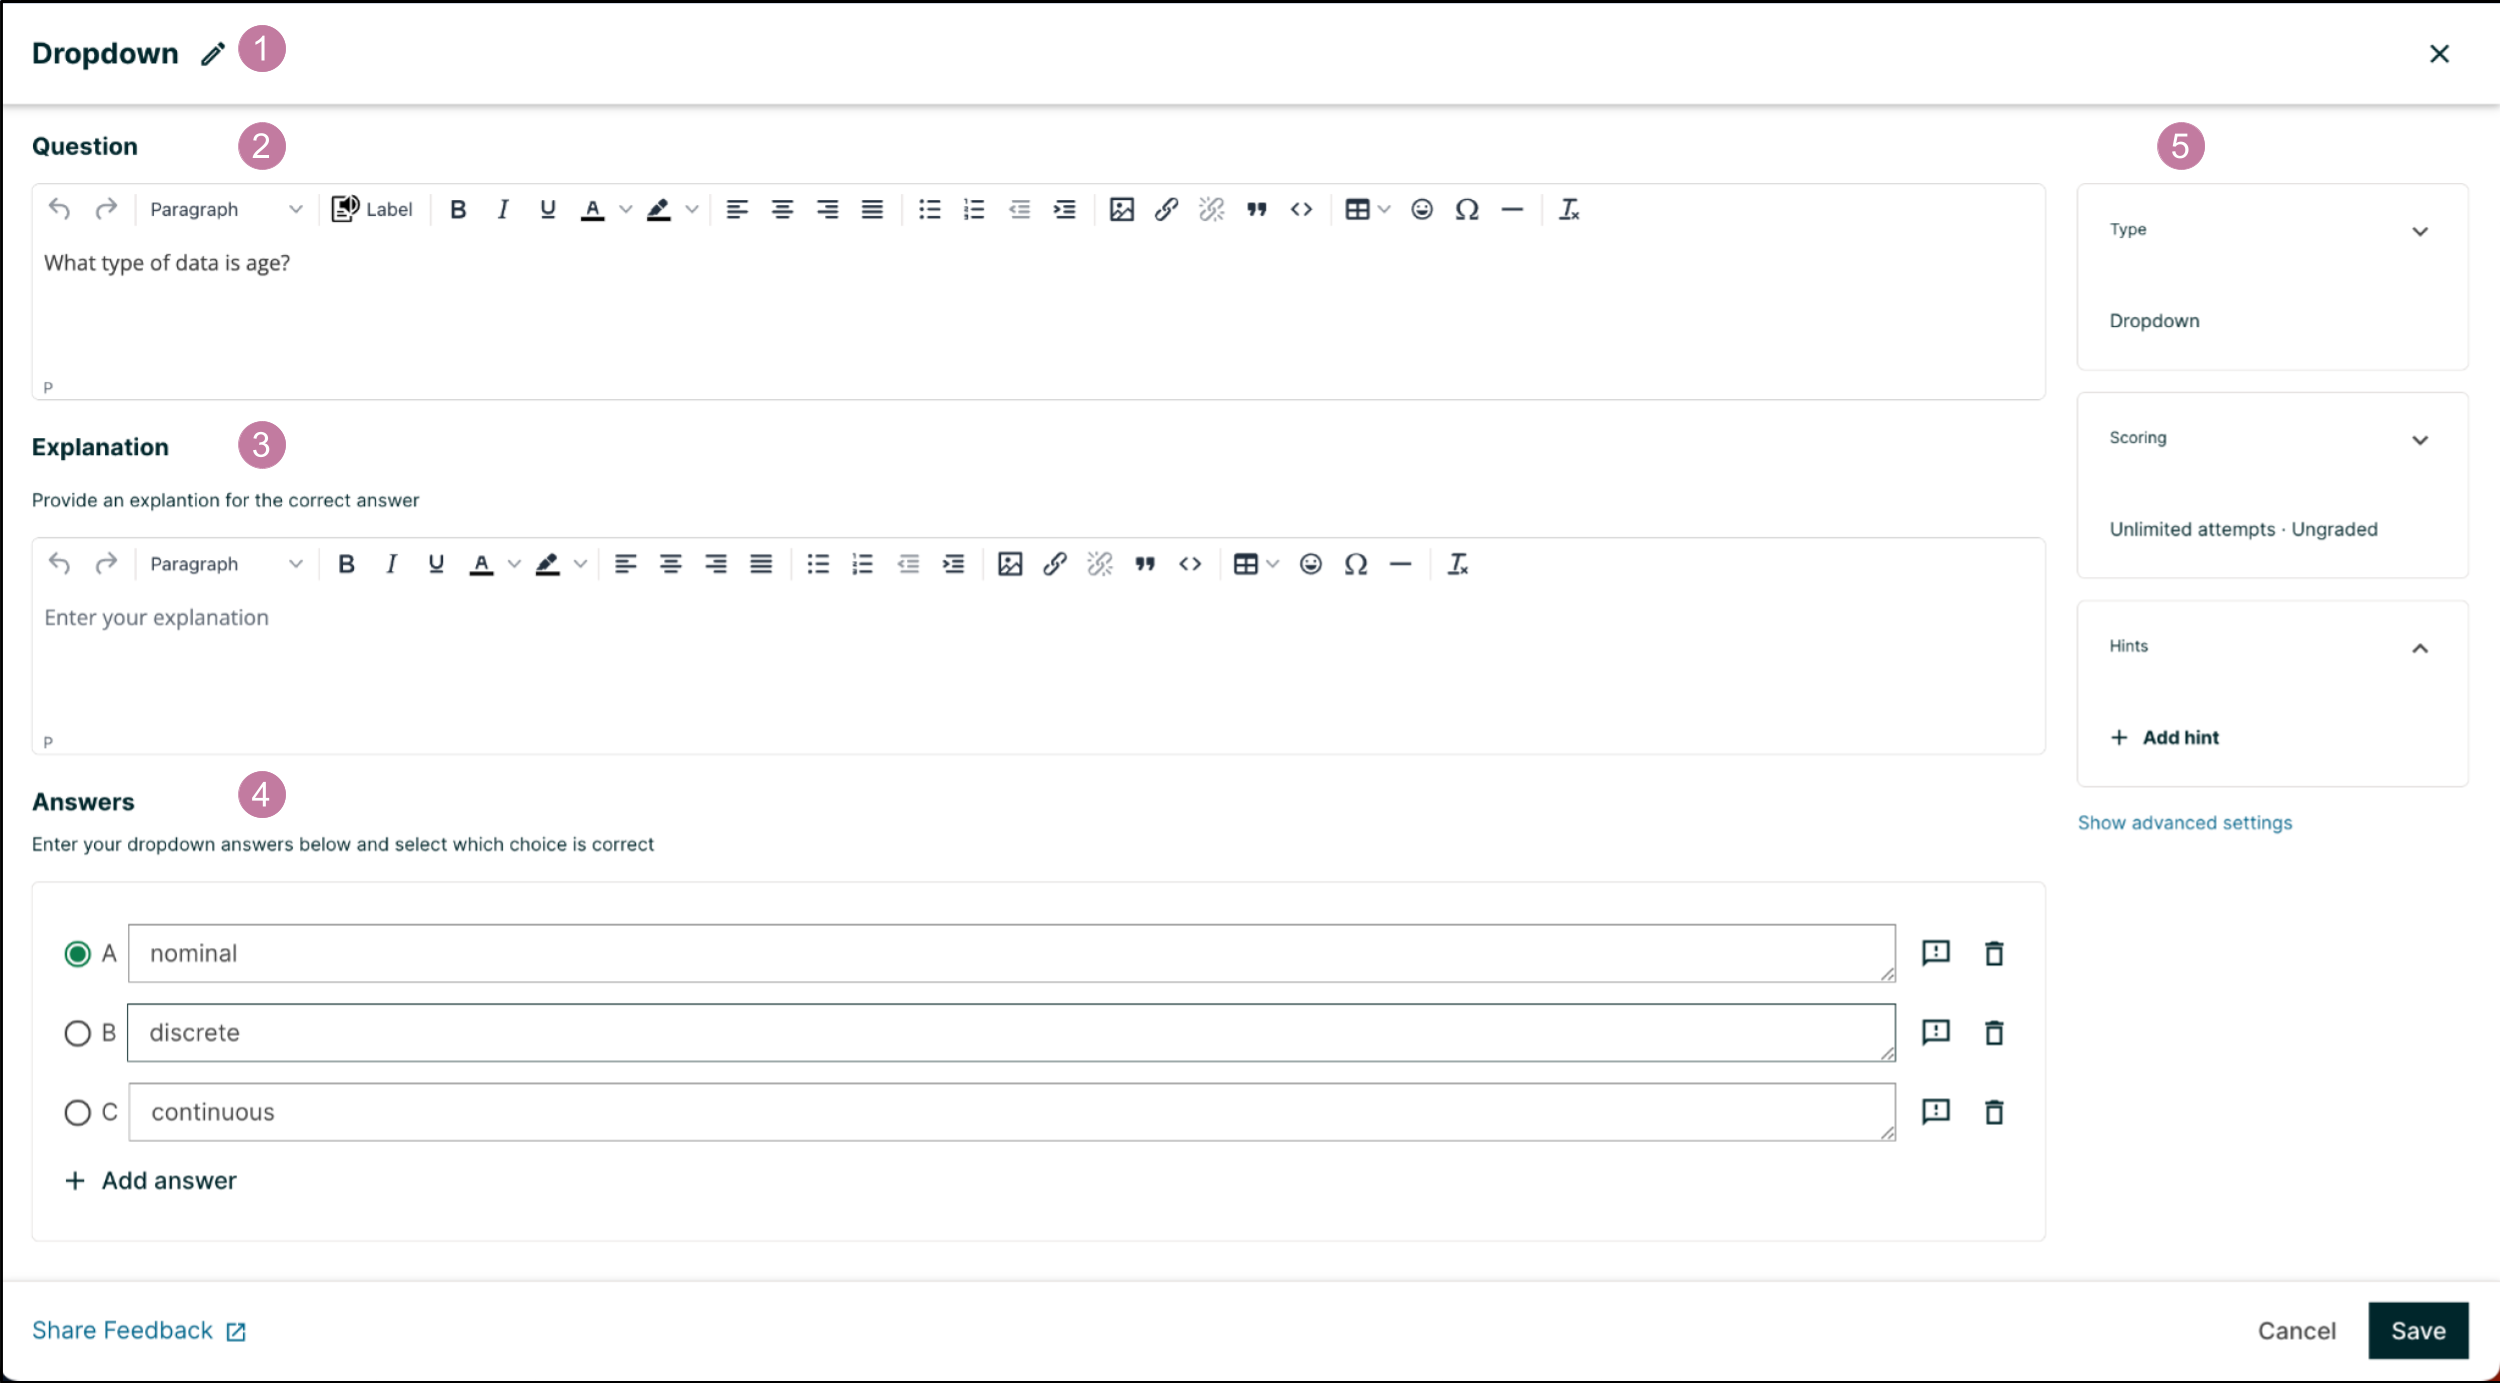 Dropdown 1
Question 2
Paragraph Label B I U A
What type of data is age?
P
Explanation 3
Provide an explantion for the correct answer
Paragraph B I U A
Enter your explanation
P
Answers 4
Enter your dropdown answers below and select which choice is correct
A nominal
B discrete
C continuous
+ Add answer
5
Type
Dropdown
Scoring
Unlimited attempts · Ungraded
Hints
+ Add hint
Show advanced settings
Share Feedback
Cancel
Save